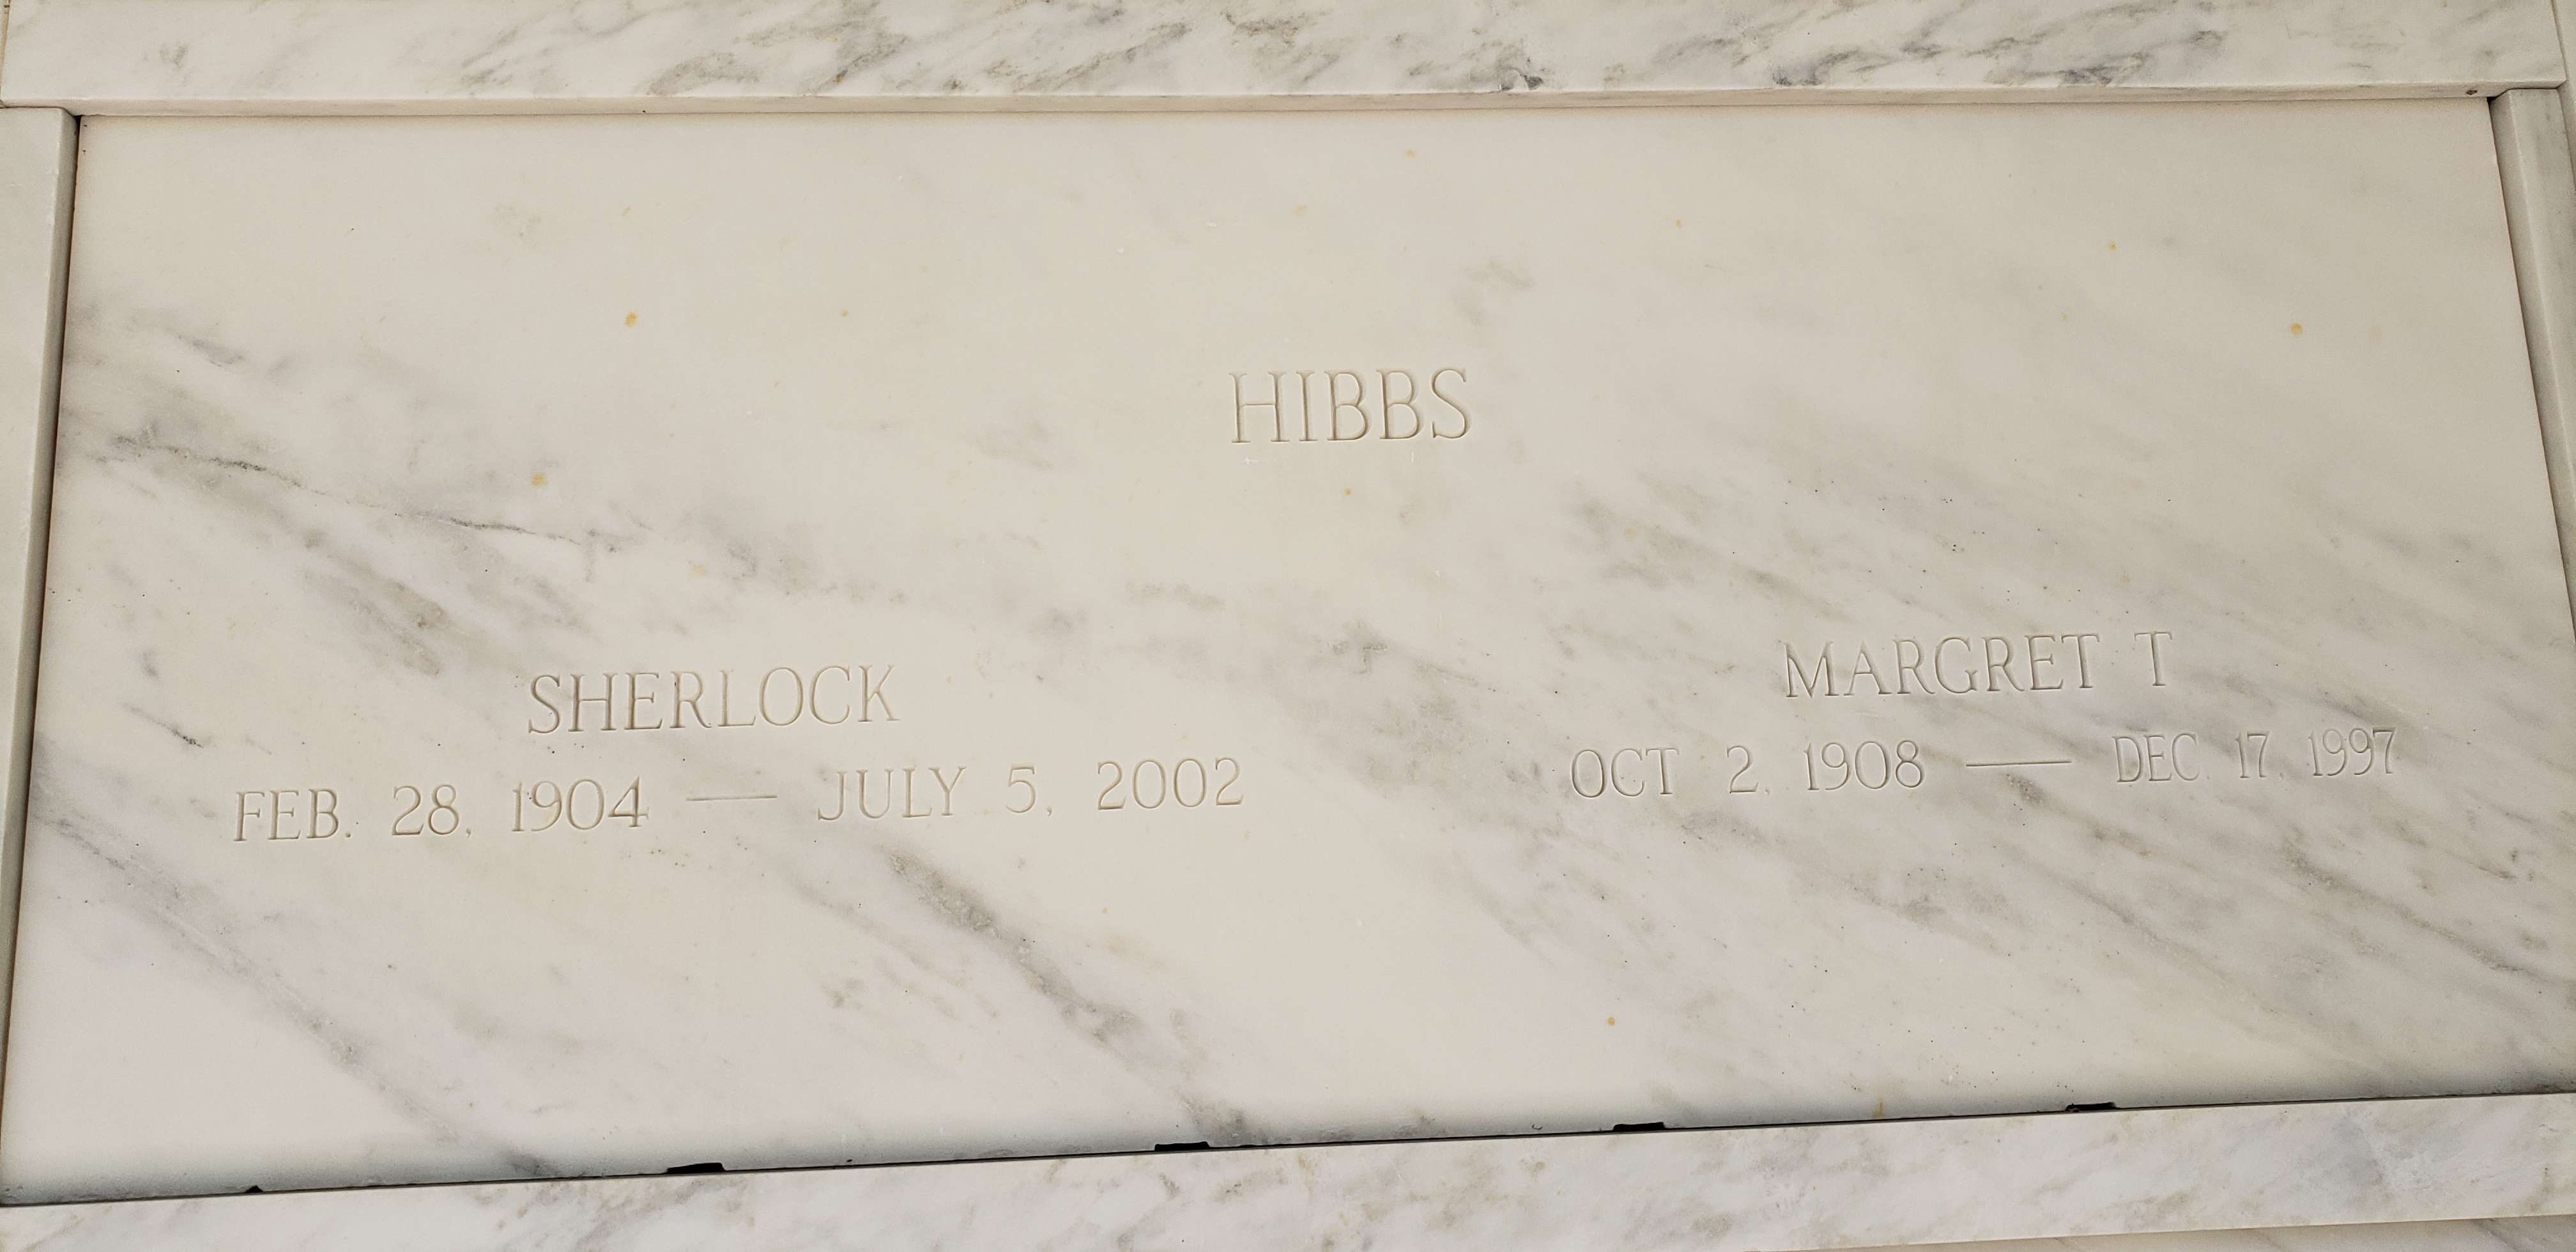 HIBBS
SHERLOCK
FEB. 28, 1904 — JULY 5, 2002
MARGRET T
OCT 2, 1908 — DEC. 17, 1997